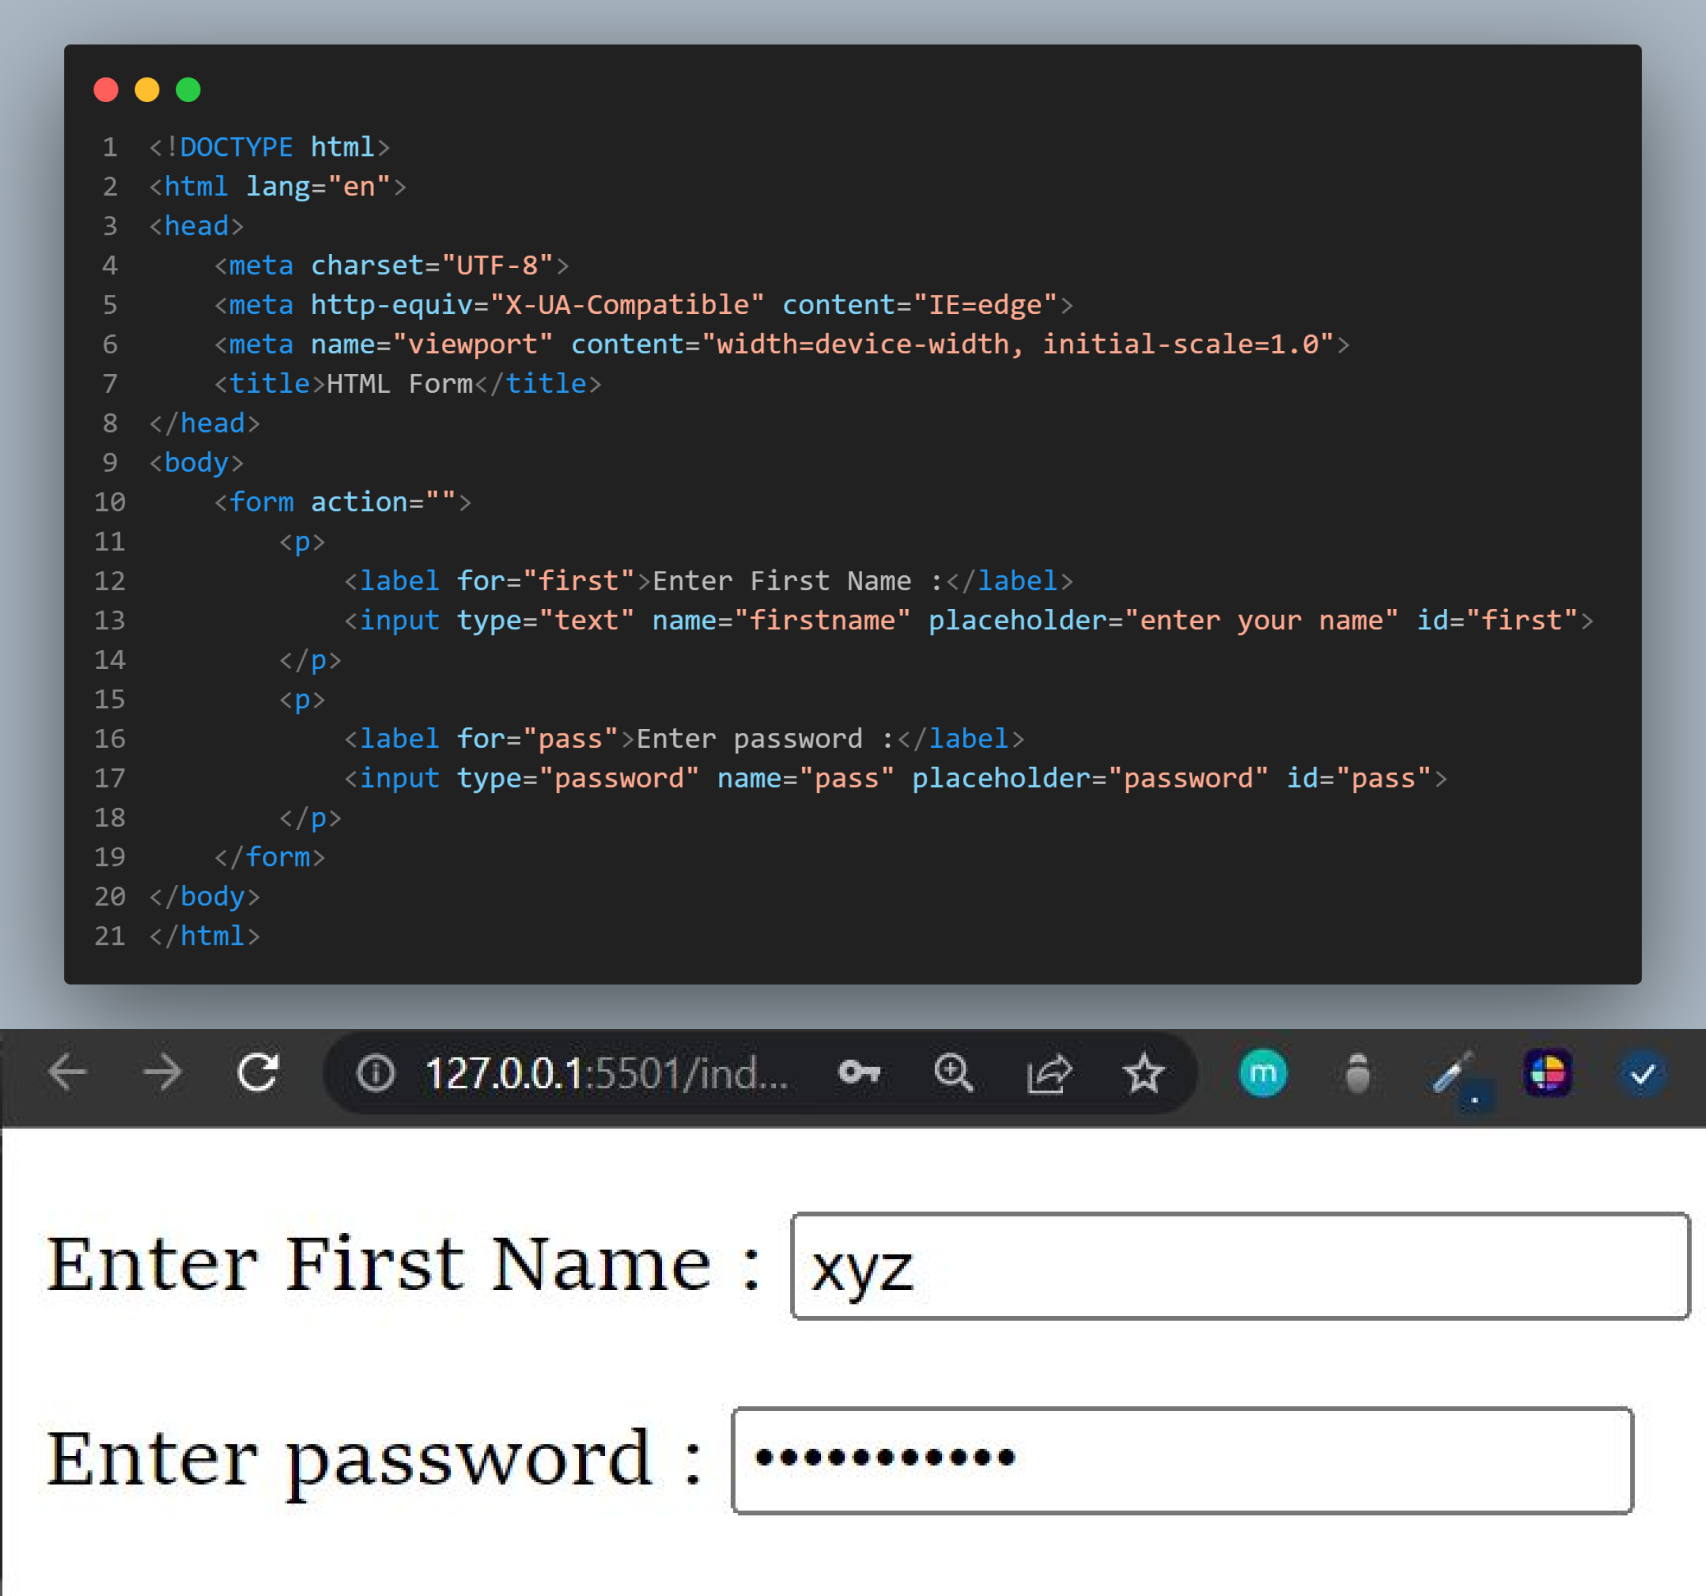 1 <!DOCTYPE html>
2 <html lang="en">
3 <head>
4     <meta charset="UTF-8">
5     <meta http-equiv="X-UA-Compatible" content="IE=edge">
6     <meta name="viewport" content="width=device-width, initial-scale=1.0">
7     <title>HTML Form</title>
8 </head>
9 <body>
10     <form action="">
11         <p>
12             <label for="first">Enter First Name :</label>
13             <input type="text" name="firstname" placeholder="enter your name" id="first">
14         </p>
15         <p>
16             <label for="pass">Enter password :</label>
17             <input type="password" name="pass" placeholder="password" id="pass">
18         </p>
19     </form>
20 </body>
21 </html>
127.0.0.1:5501/ind... m
Enter First Name : xyz
Enter password : •••••••••••